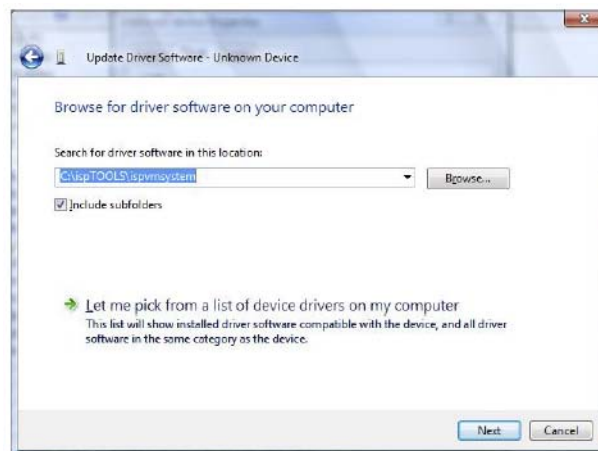 Update Driver Software - Unknown Device
Browse for driver software on your computer
Search for driver software in this location:
C:\ispTOOLS\ispvmsystem
Browse...
Include subfolders
Let me pick from a list of device drivers on my computer
This list will show installed driver software compatible with the device, and all driver
software in the same category as the device.
Next
Cancel